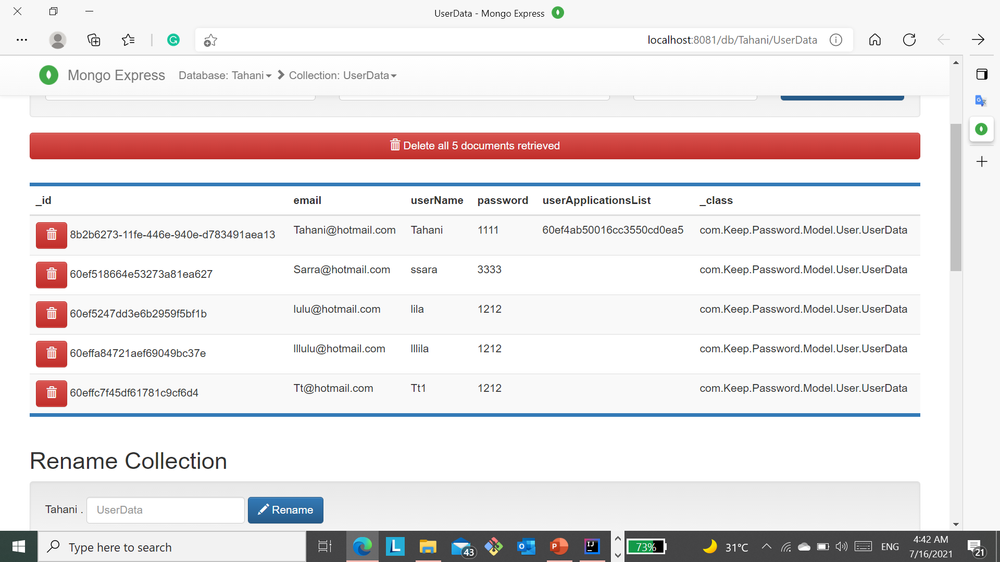 UserData - Mongo Express
localhost:8081/db/Tahani/UserData
Mongo Express Database: Tahani Collection: UserData
Delete all 5 documents retrieved
_id email userName password userApplicationsList _class
8b2b6273-11fe-446e-940e-d783491aea13 Tahani@hotmail.com Tahani 1111 60ef4ab50016cc3550cd0ea5 com.Keep.Password.Model.User.UserData
60ef518664e53273a81ea627 Sarra@hotmail.com ssara 3333 com.Keep.Password.Model.User.UserData
60ef5247dd3e6b2959f5bf1b lulu@hotmail.com lila 1212 com.Keep.Password.Model.User.UserData
60effa84721aef69049bc37e lllulu@hotmail.com lllila 1212 com.Keep.Password.Model.User.UserData
60effc7f45df61781c9cf6d4 Tt@hotmail.com Tt1 1212 com.Keep.Password.Model.User.UserData
Rename Collection
Tahani . UserData Rename
Type here to search
L
43
P
IJ
73%
31°C
ENG
4:42 AM
7/16/2021
21